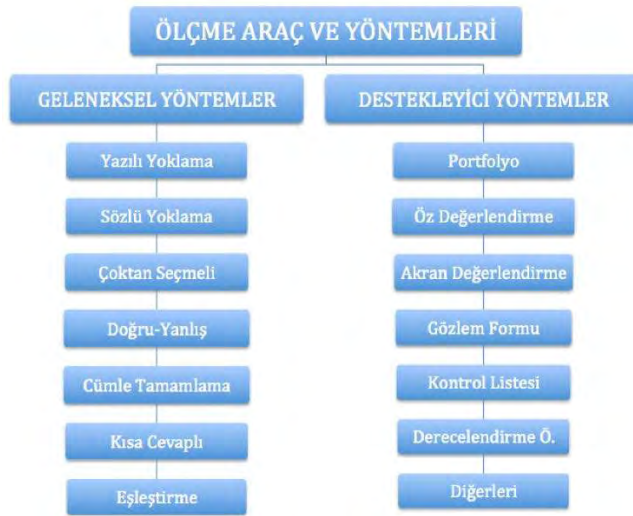 ÖLÇME ARAÇ VE YÖNTEMLERİ
GELENEKSEL YÖNTEMLER
Yazılı Yoklama
Sözlü Yoklama
Çoktan Seçmeli
Doğru-Yanlış
Cümle Tamamlama
Kısa Cevaplı
Eşleştirme
DESTEKLEYİCİ YÖNTEMLER
Portfolyo
Öz Değerlendirme
Akran Değerlendirme
Gözlem Formu
Kontrol Listesi
Derecelendirme Ö.
Diğerleri